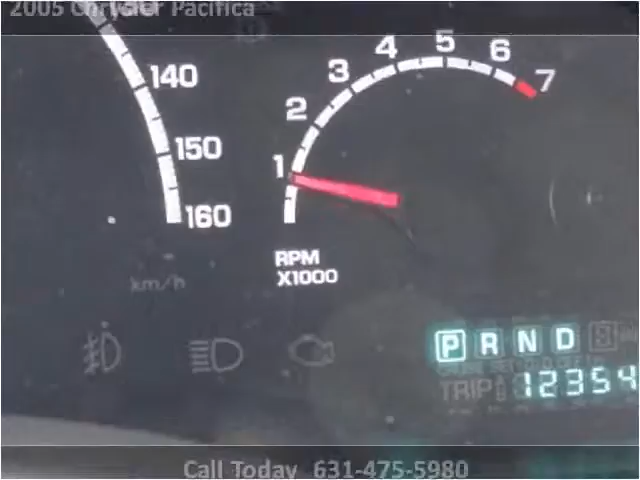 2005 Chrysler Pacifica
140
150
160
km/h
1 2 3 4 5 6 7
RPM
X1000
P R N D
TRIP 12354
Call Today 631-475-5980